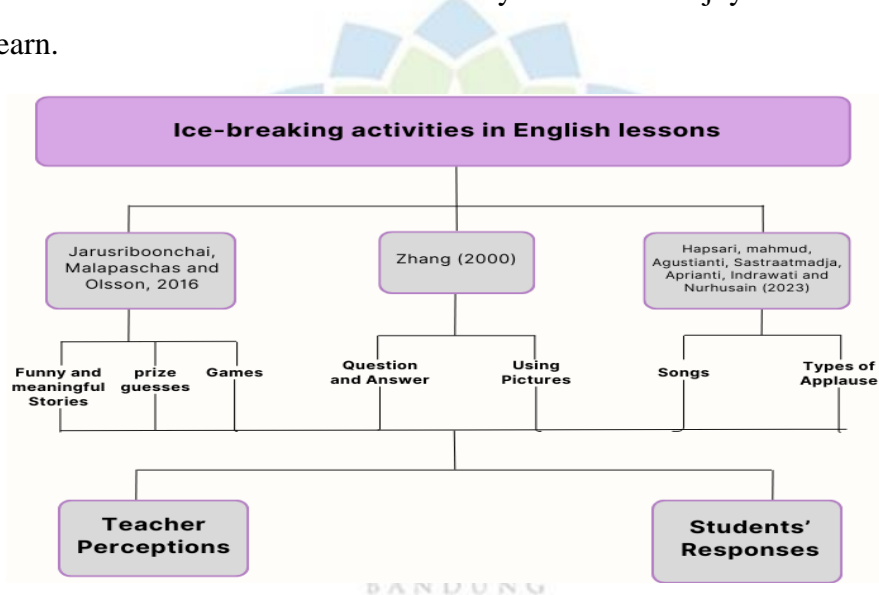 earn.
Ice-breaking activities in English lessons
Jarusriboonchai,
Malapaschas and
Olsson, 2016
Zhang (2000)
Hapsari, mahmud,
Agustianti, Sastraatmadja,
Aprianti, Indrawati and
Nurhusain (2023)
Funny and
meaningful
Stories
prize
guesses
Games
Question
and Answer
Using
Pictures
Songs
Types of
Applause
Teacher
Perceptions
Students’
Responses
BANDUNG